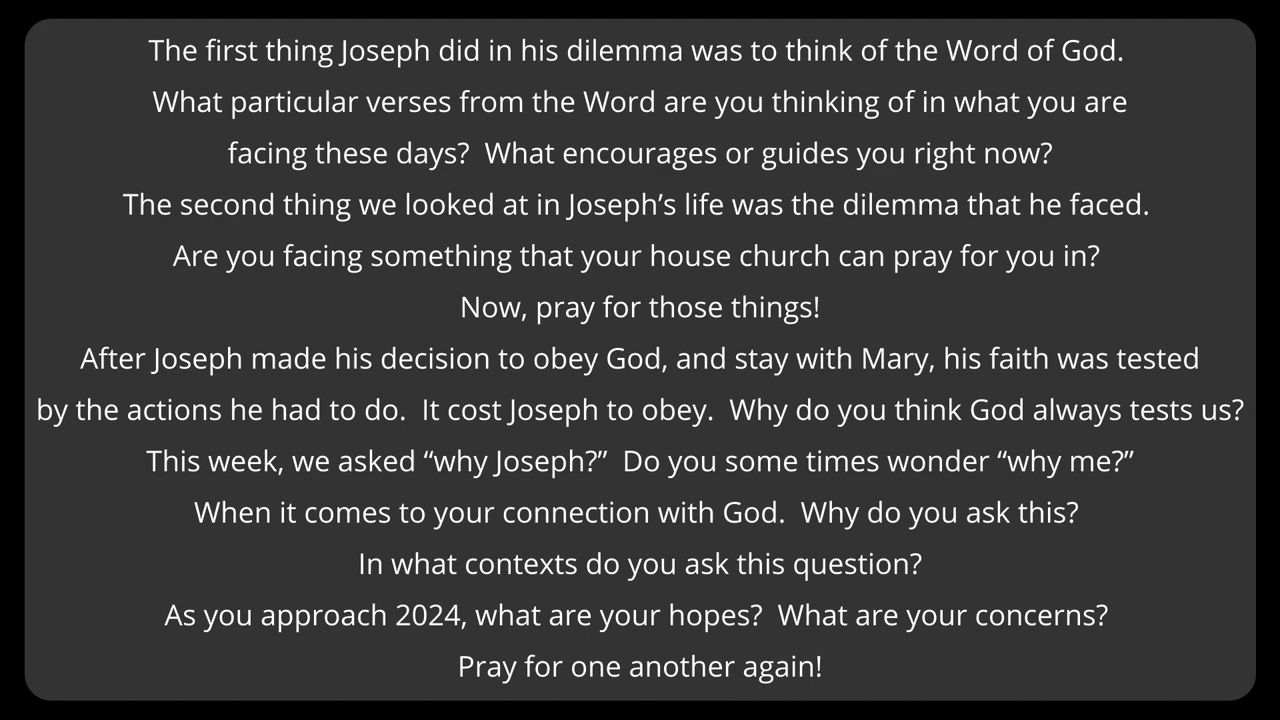 The first thing Joseph did in his dilemma was to think of the Word of God.
What particular verses from the Word are you thinking of in what you are
facing these days?  What encourages or guides you right now?
The second thing we looked at in Joseph’s life was the dilemma that he faced.
Are you facing something that your house church can pray for you in?
Now, pray for those things!
After Joseph made his decision to obey God, and stay with Mary, his faith was tested
by the actions he had to do.  It cost Joseph to obey.  Why do you think God always tests us?
This week, we asked “why Joseph?”  Do you some times wonder “why me?”
When it comes to your connection with God.  Why do you ask this?
In what contexts do you ask this question?
As you approach 2024, what are your hopes?  What are your concerns?
Pray for one another again!